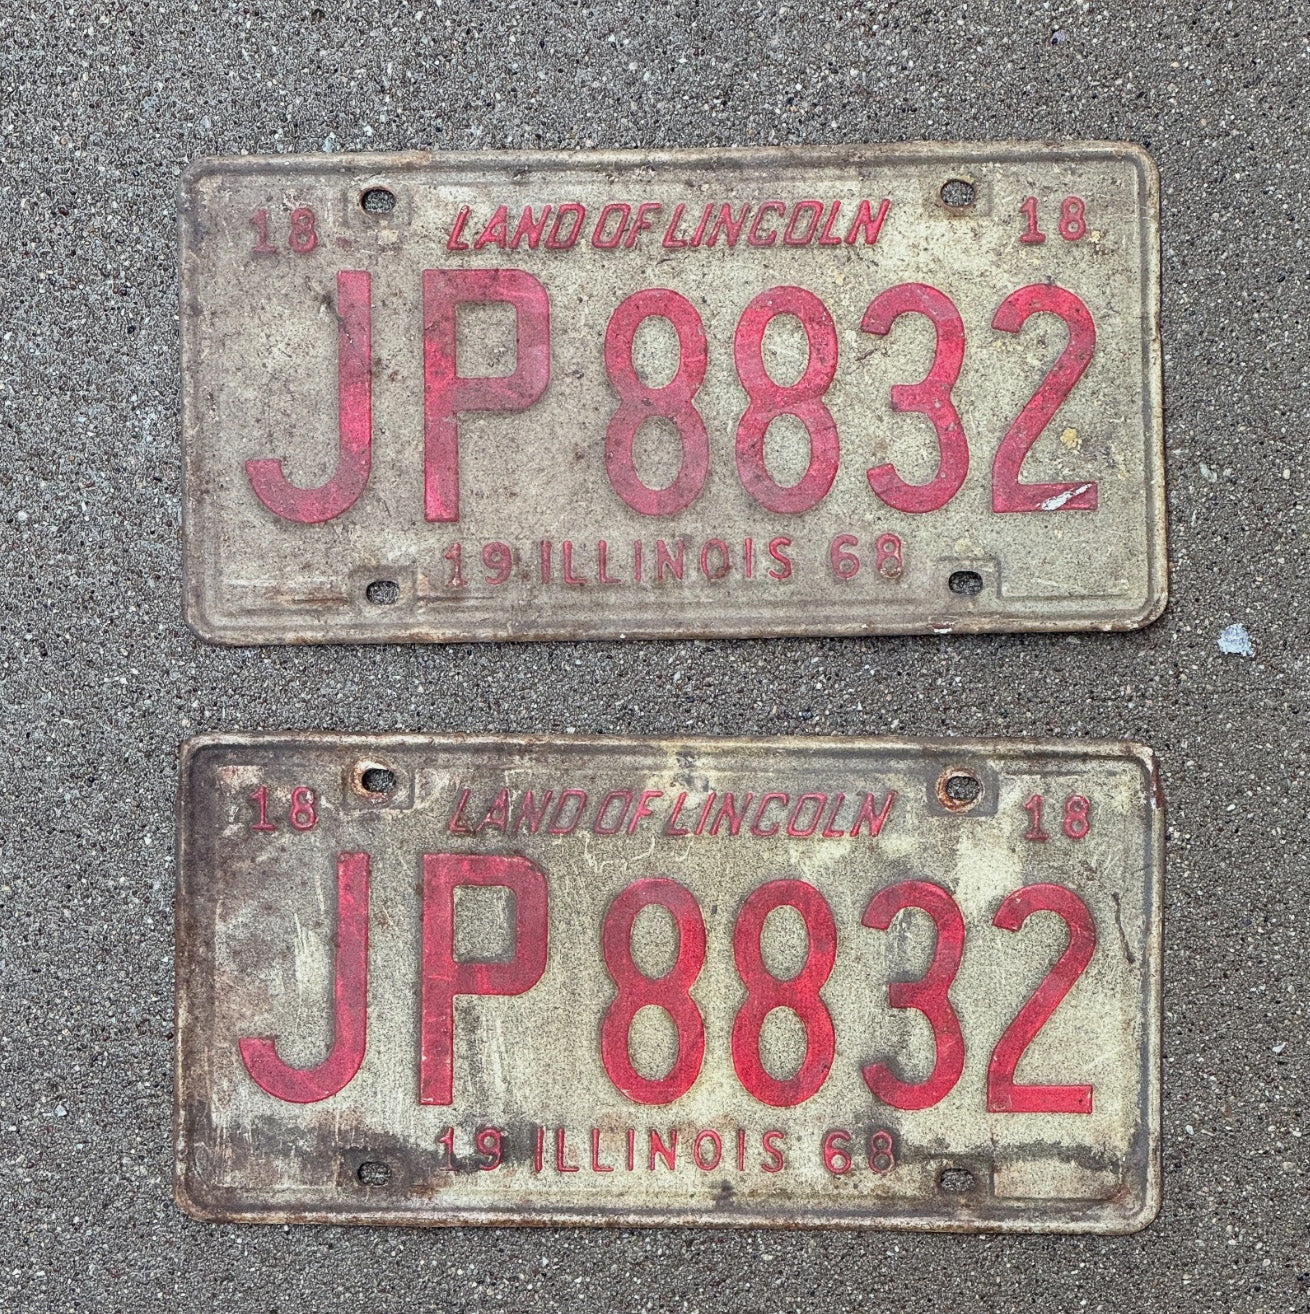 18 LAND OF LINCOLN 18
JP 8832
19 ILLINOIS 68
18 LAND OF LINCOLN 18
JP 8832
19 ILLINOIS 68